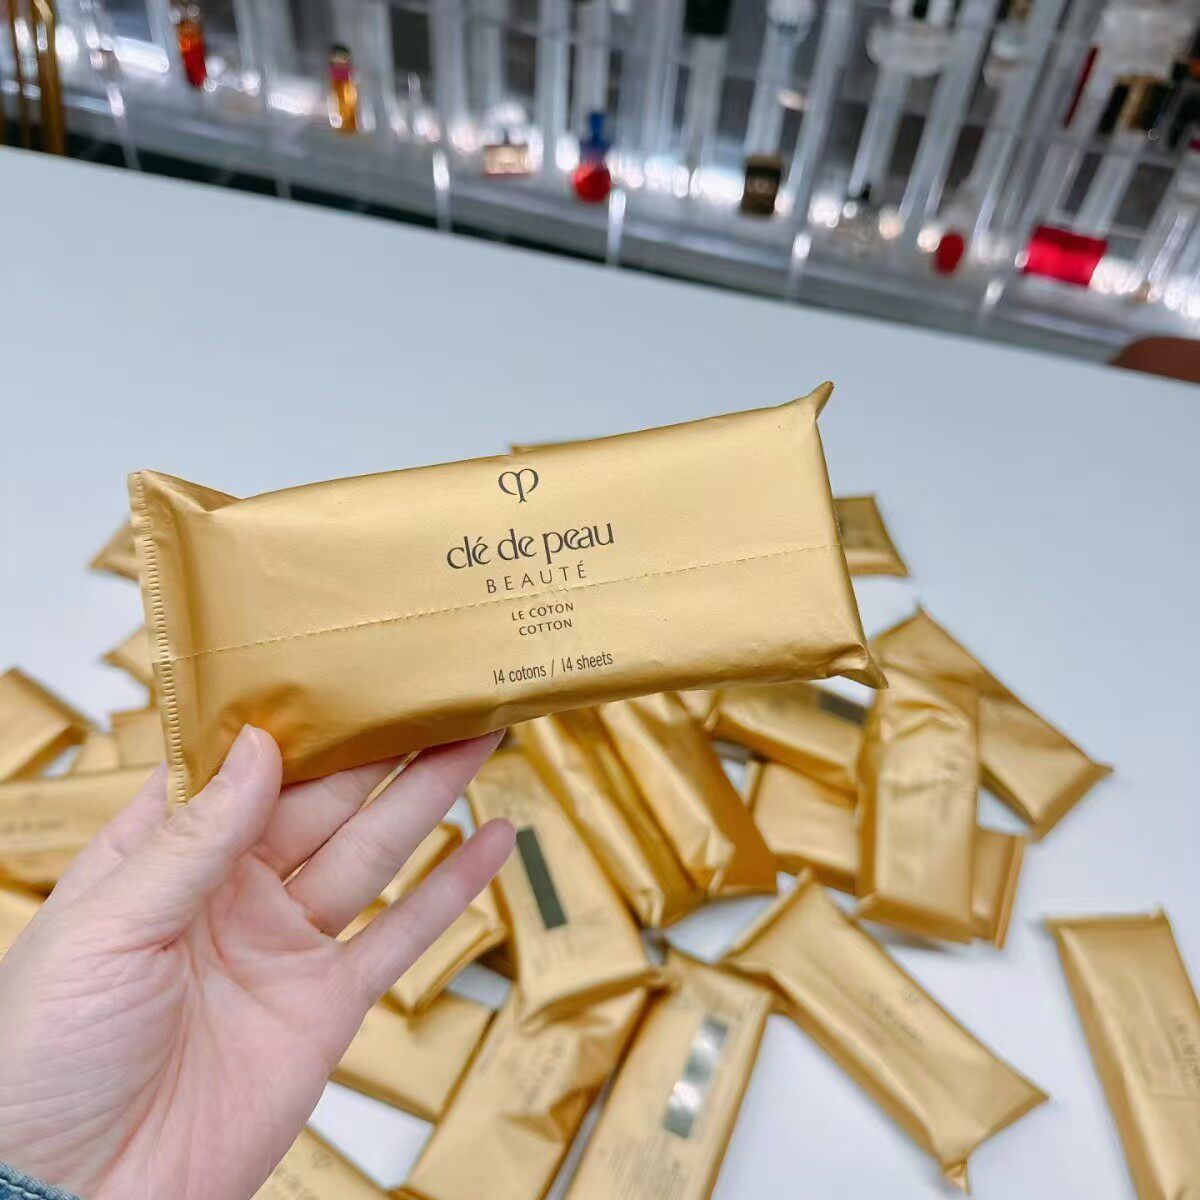 clé de peau
BEAUTÉ
LE COTON
COTTON
14 cotons / 14 sheets